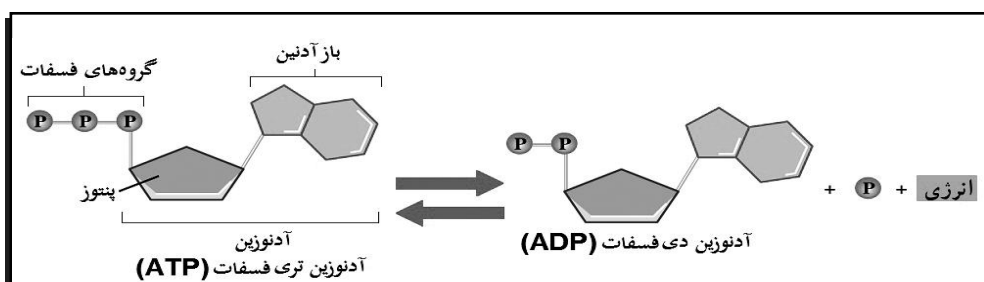 باز آدنین
گروه‌های فسفات
P P P
P P
پنتوز
+ P + انرژی
آدنوزین
آدنوزین تری فسفات (ATP)
آدنوزین دی فسفات (ADP)